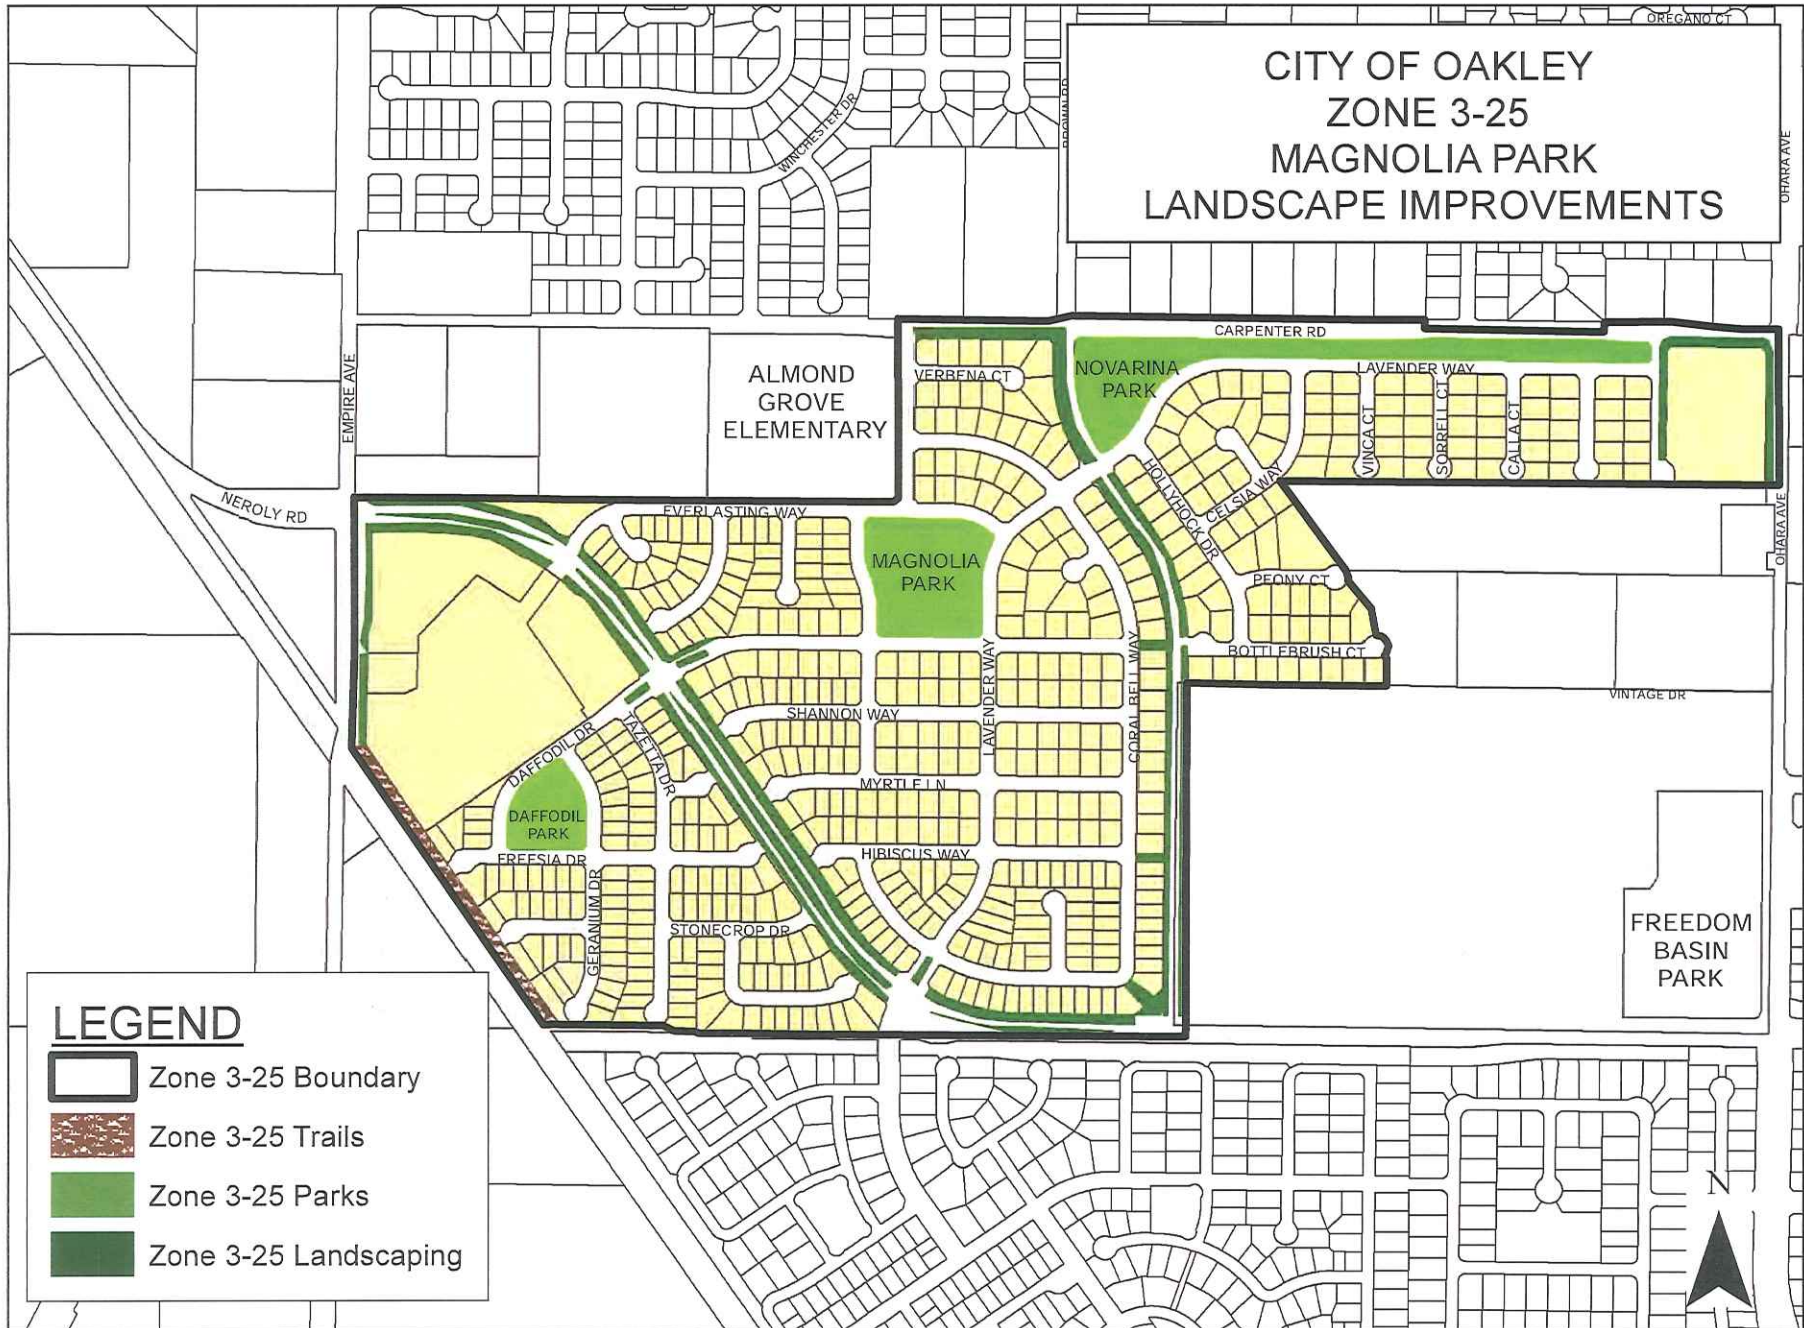 OREGANO CT
CITY OF OAKLEY
ZONE 3-25
MAGNOLIA PARK
LANDSCAPE IMPROVEMENTS
BROWN RD
WINCHESTER DR
OHARA AVE
CARPENTER RD
EMPIRE AVE
ALMOND
GROVE
ELEMENTARY
VERBENA CT
NOVARINA
PARK
LAVENDER WAY
VINCA CT
SORRELL CT
CALLA CT
NEROLY RD
EVERLASTING WAY
HOLLYHOCK DR
CELSIA WAY
OHARA AVE
MAGNOLIA
PARK
PEONY CT
BOTTLEBRUSH CT
VINTAGE DR
LAVENDER WAY
CORAL BELL WAY
SHANNON WAY
DAFFODIL DR
TAZETTA DR
MYRTLE LN
DAFFODIL
PARK
FREESIA DR
HIBISCUS WAY
GERANIUM DR
STONECROP DR
FREEDOM
BASIN
PARK
LEGEND
Zone 3-25 Boundary
Zone 3-25 Trails
Zone 3-25 Parks
Zone 3-25 Landscaping
N